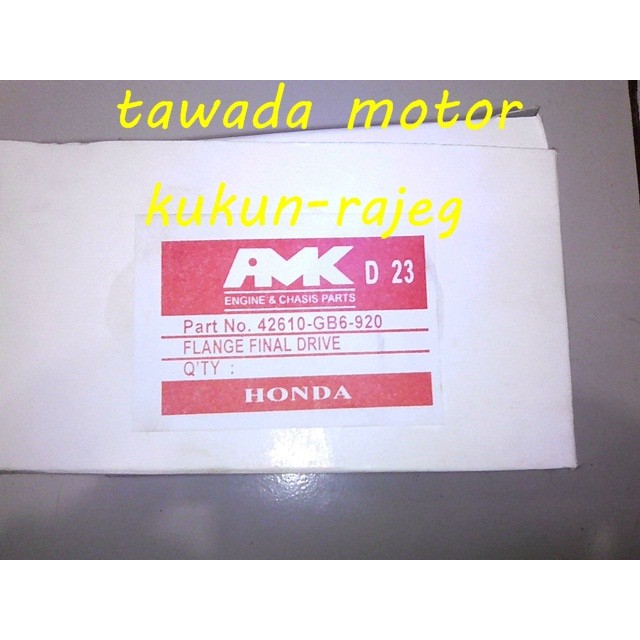 tawada motor
kukun-rajeg
AMK D 23
ENGINE & CHASIS PARTS
Part No. 42610-GB6-920
FLANGE FINAL DRIVE
Q'TY :
HONDA